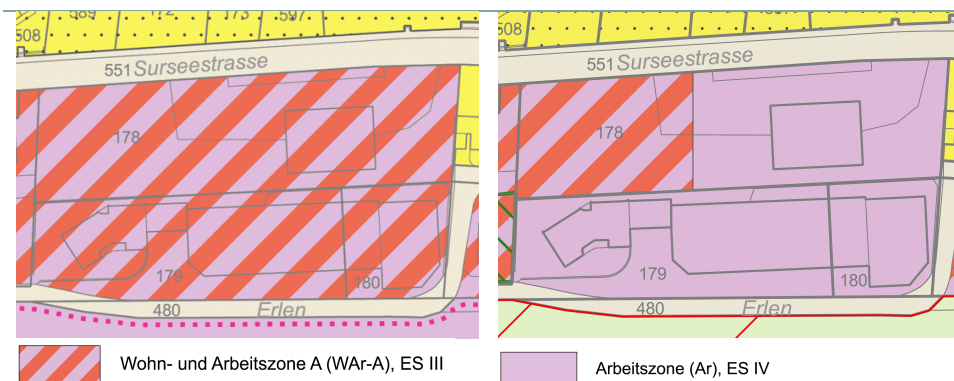 589 172 173 597
508
551 Surseestrasse
178
179
180
480 Erlen
Wohn- und Arbeitszone A (WAr-A), ES III
508
551 Surseestrasse
178
179
180
480 Erlen
Arbeitszone (Ar), ES IV